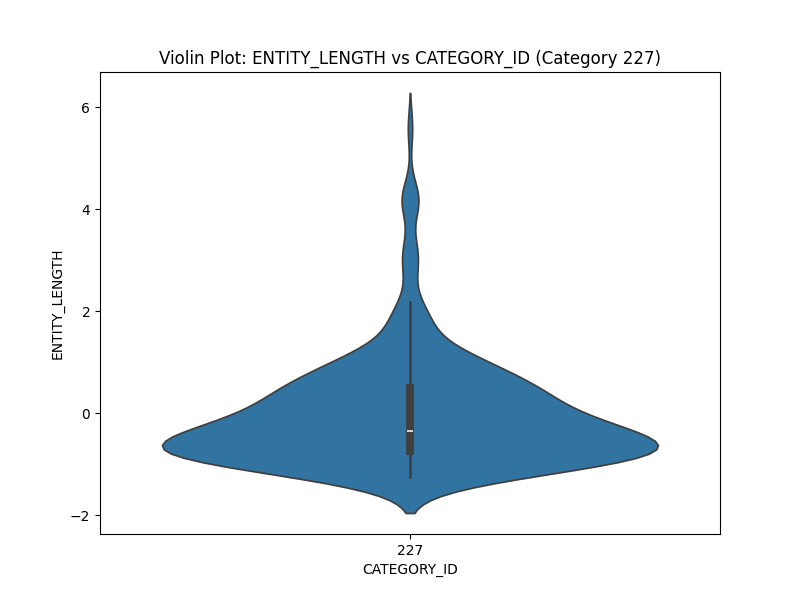 Violin Plot: ENTITY_LENGTH vs CATEGORY_ID (Category 227)
6
4
2
0
−2
ENTITY_LENGTH
227
CATEGORY_ID